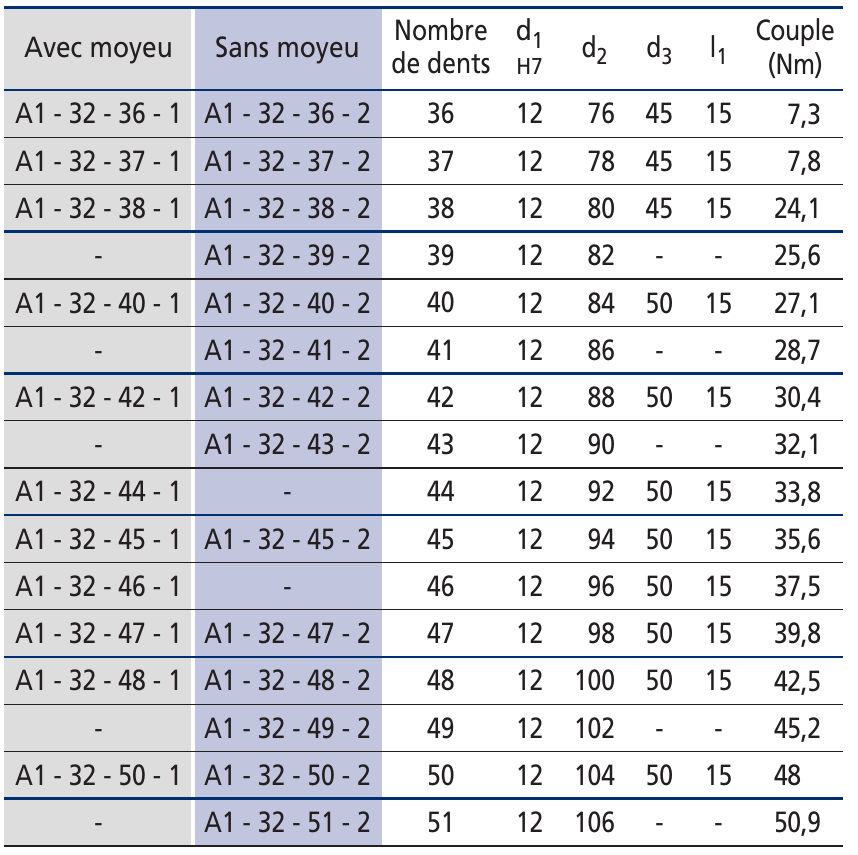 Avec moyeu Sans moyeu Nombre de dents d1 H7 d2 d3 l1 Couple (Nm)
A1 - 32 - 36 - 1 A1 - 32 - 36 - 2 36 12 76 45 15 7,3
A1 - 32 - 37 - 1 A1 - 32 - 37 - 2 37 12 78 45 15 7,8
A1 - 32 - 38 - 1 A1 - 32 - 38 - 2 38 12 80 45 15 24,1
- A1 - 32 - 39 - 2 39 12 82 - - 25,6
A1 - 32 - 40 - 1 A1 - 32 - 40 - 2 40 12 84 50 15 27,1
- A1 - 32 - 41 - 2 41 12 86 - - 28,7
A1 - 32 - 42 - 1 A1 - 32 - 42 - 2 42 12 88 50 15 30,4
- A1 - 32 - 43 - 2 43 12 90 - - 32,1
A1 - 32 - 44 - 1 - 44 12 92 50 15 33,8
A1 - 32 - 45 - 1 A1 - 32 - 45 - 2 45 12 94 50 15 35,6
A1 - 32 - 46 - 1 - 46 12 96 50 15 37,5
A1 - 32 - 47 - 1 A1 - 32 - 47 - 2 47 12 98 50 15 39,8
A1 - 32 - 48 - 1 A1 - 32 - 48 - 2 48 12 100 50 15 42,5
- A1 - 32 - 49 - 2 49 12 102 - - 45,2
A1 - 32 - 50 - 1 A1 - 32 - 50 - 2 50 12 104 50 15 48
- A1 - 32 - 51 - 2 51 12 106 - - 50,9